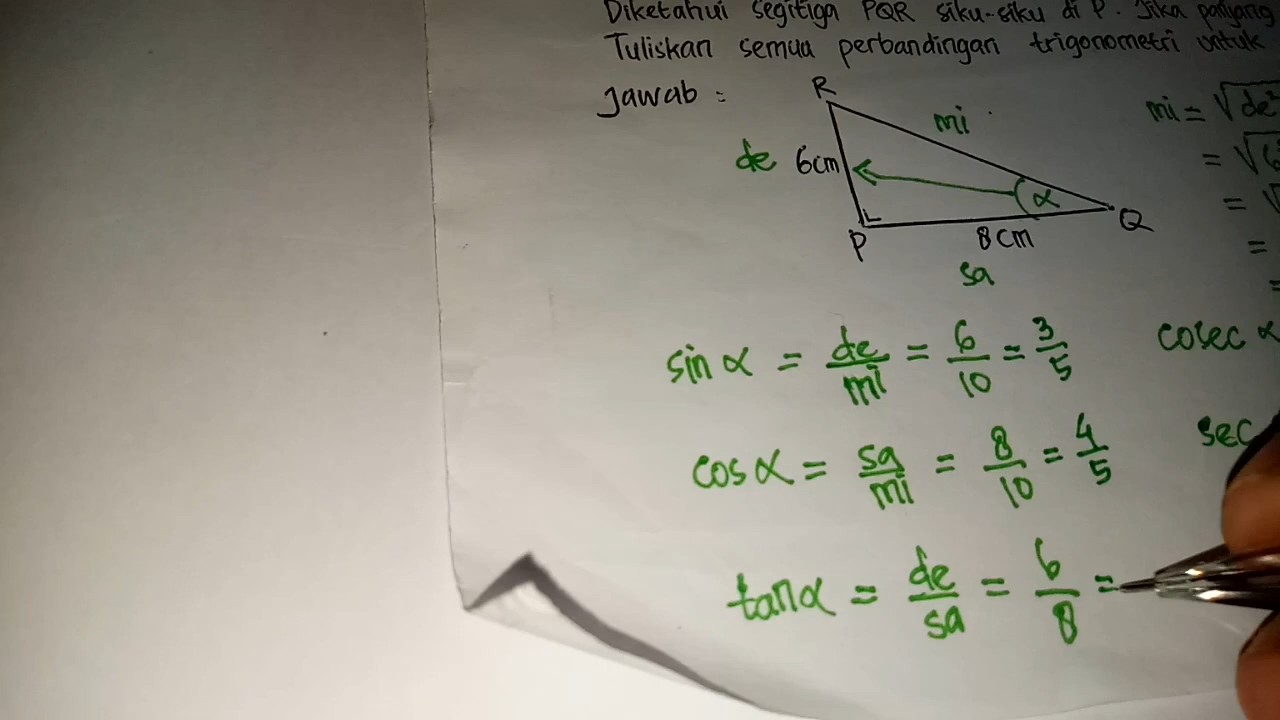 Diketahui segitiga PQR siku-siku di P. Jika panjang
Tuliskan semua perbandingan trigonometri untuk
Jawab :
R
mi
de 6cm
α
P
8cm
Q
sa
mi = √de²
= √6
= √
=
=
sin α = de/mi = 6/10 = 3/5
cosec α
cos α = sa/mi = 8/10 = 4/5
sec
tan α = de/sa = 6/8 =